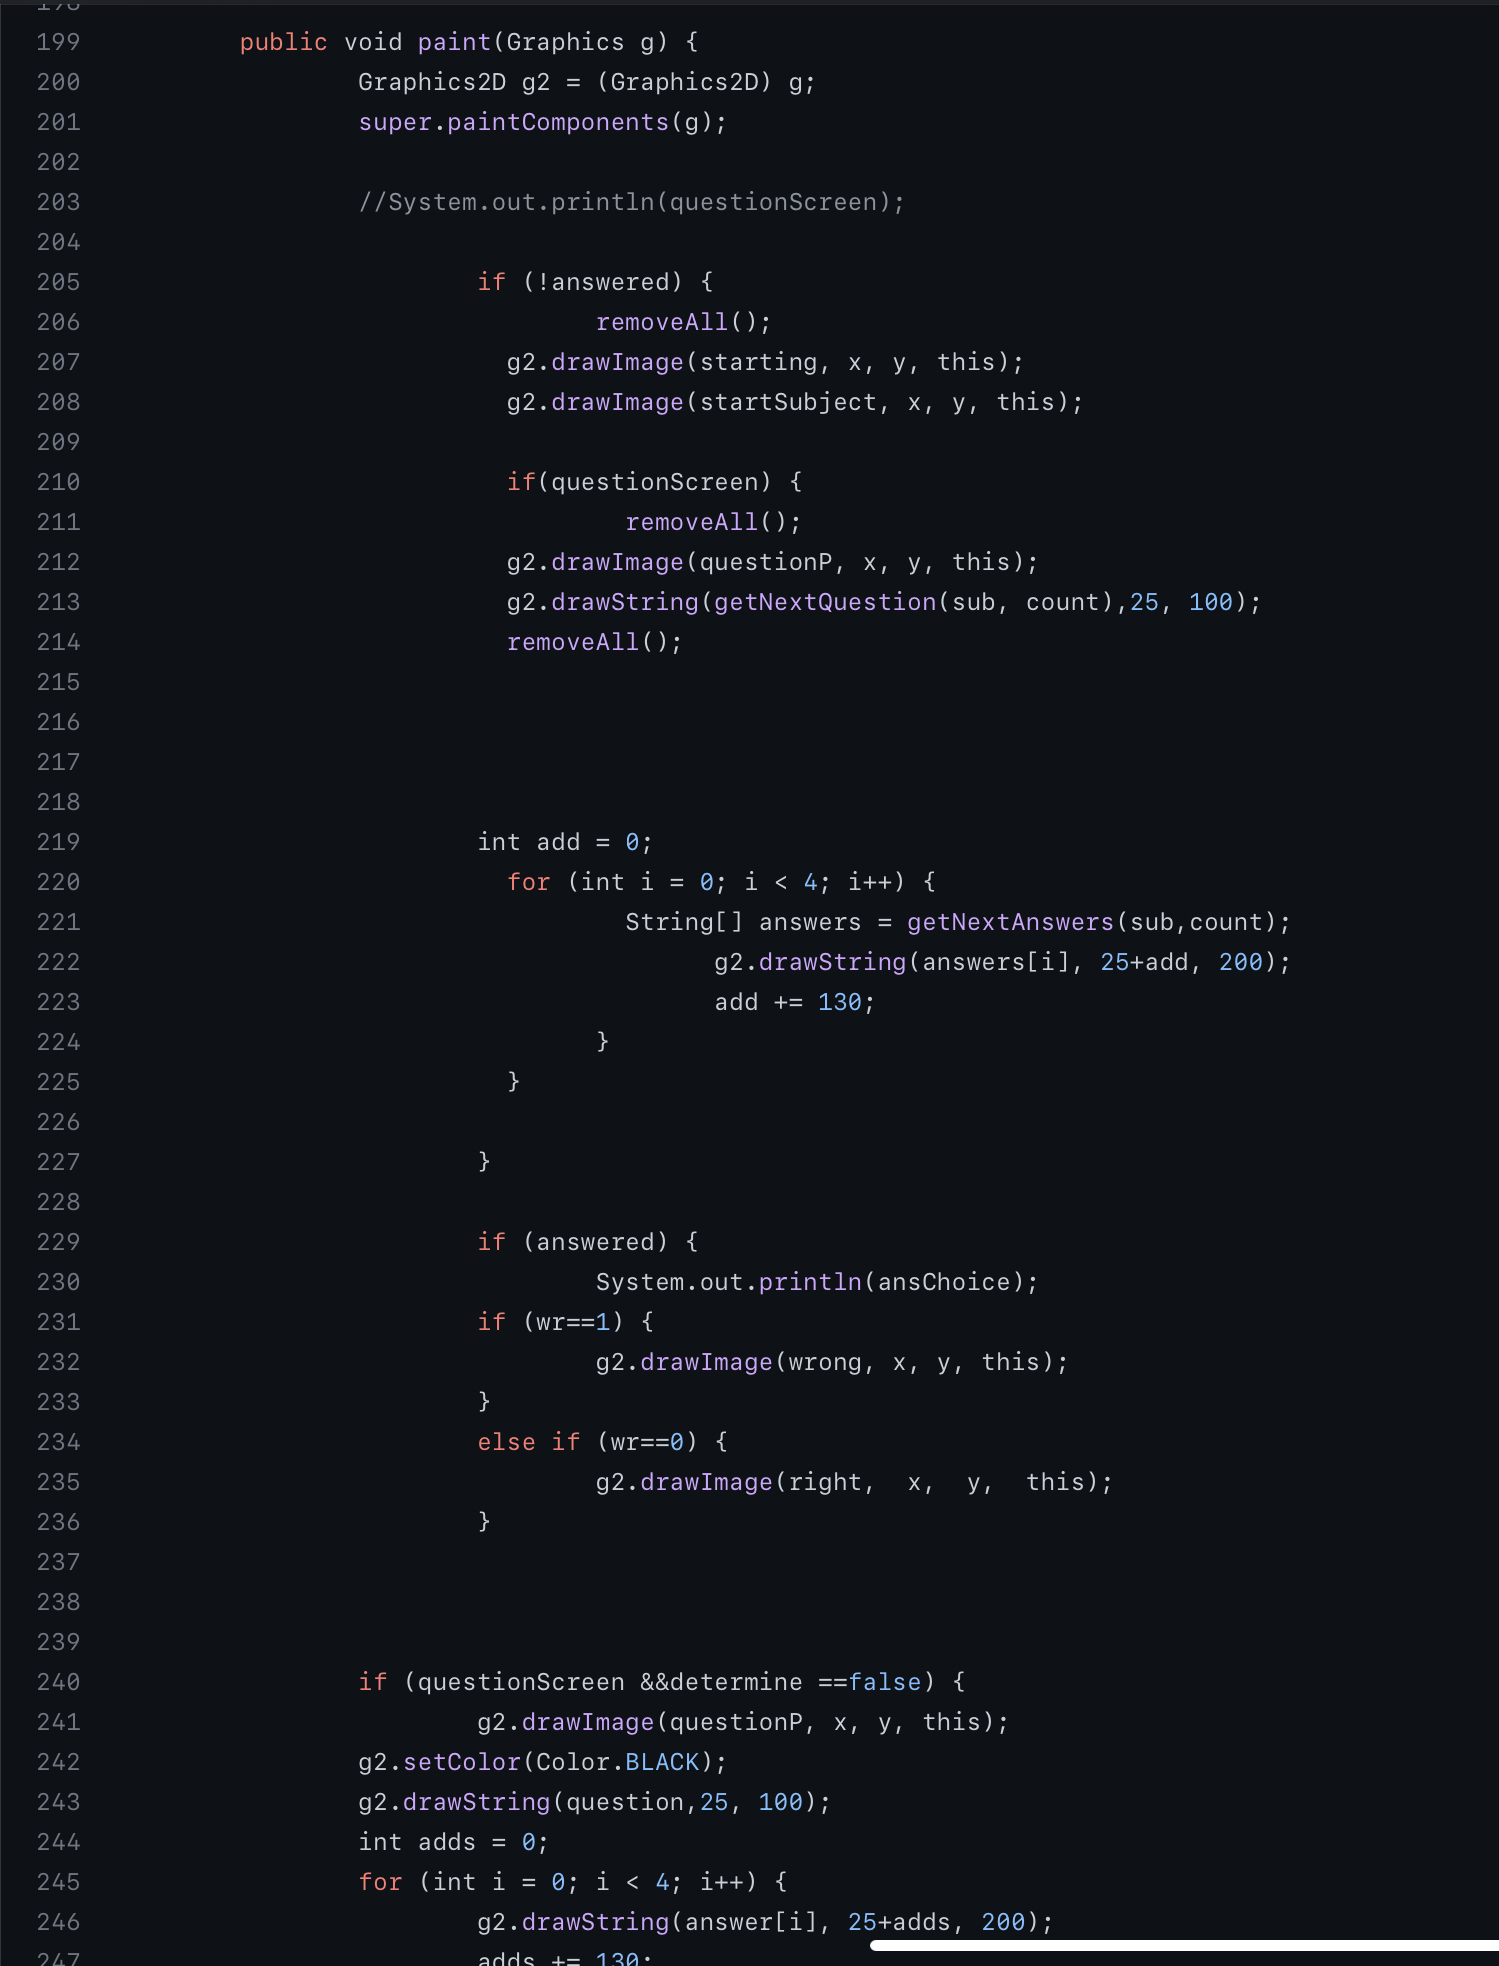 199 public void paint(Graphics g) {
200 Graphics2D g2 = (Graphics2D) g;
201 super.paintComponents(g);
202
203 //System.out.println(questionScreen);
204
205 if (!answered) {
206 removeAll();
207 g2.drawImage(starting, x, y, this);
208 g2.drawImage(startSubject, x, y, this);
209
210 if(questionScreen) {
211 removeAll();
212 g2.drawImage(questionP, x, y, this);
213 g2.drawString(getNextQuestion(sub, count),25, 100);
214 removeAll();
215
216
217
218
219 int add = 0;
220 for (int i = 0; i < 4; i++) {
221 String[] answers = getNextAnswers(sub,count);
222 g2.drawString(answers[i], 25+add, 200);
223 add += 130;
224 }
225 }
226
227 }
228
229 if (answered) {
230 System.out.println(ansChoice);
231 if (wr==1) {
232 g2.drawImage(wrong, x, y, this);
233 }
234 else if (wr==0) {
235 g2.drawImage(right,  x,  y,  this);
236 }
237
238
239
240 if (questionScreen &&determine ==false) {
241 g2.drawImage(questionP, x, y, this);
242 g2.setColor(Color.BLACK);
243 g2.drawString(question,25, 100);
244 int adds = 0;
245 for (int i = 0; i < 4; i++) {
246 g2.drawString(answer[i], 25+adds, 200);
247 adds += 130;